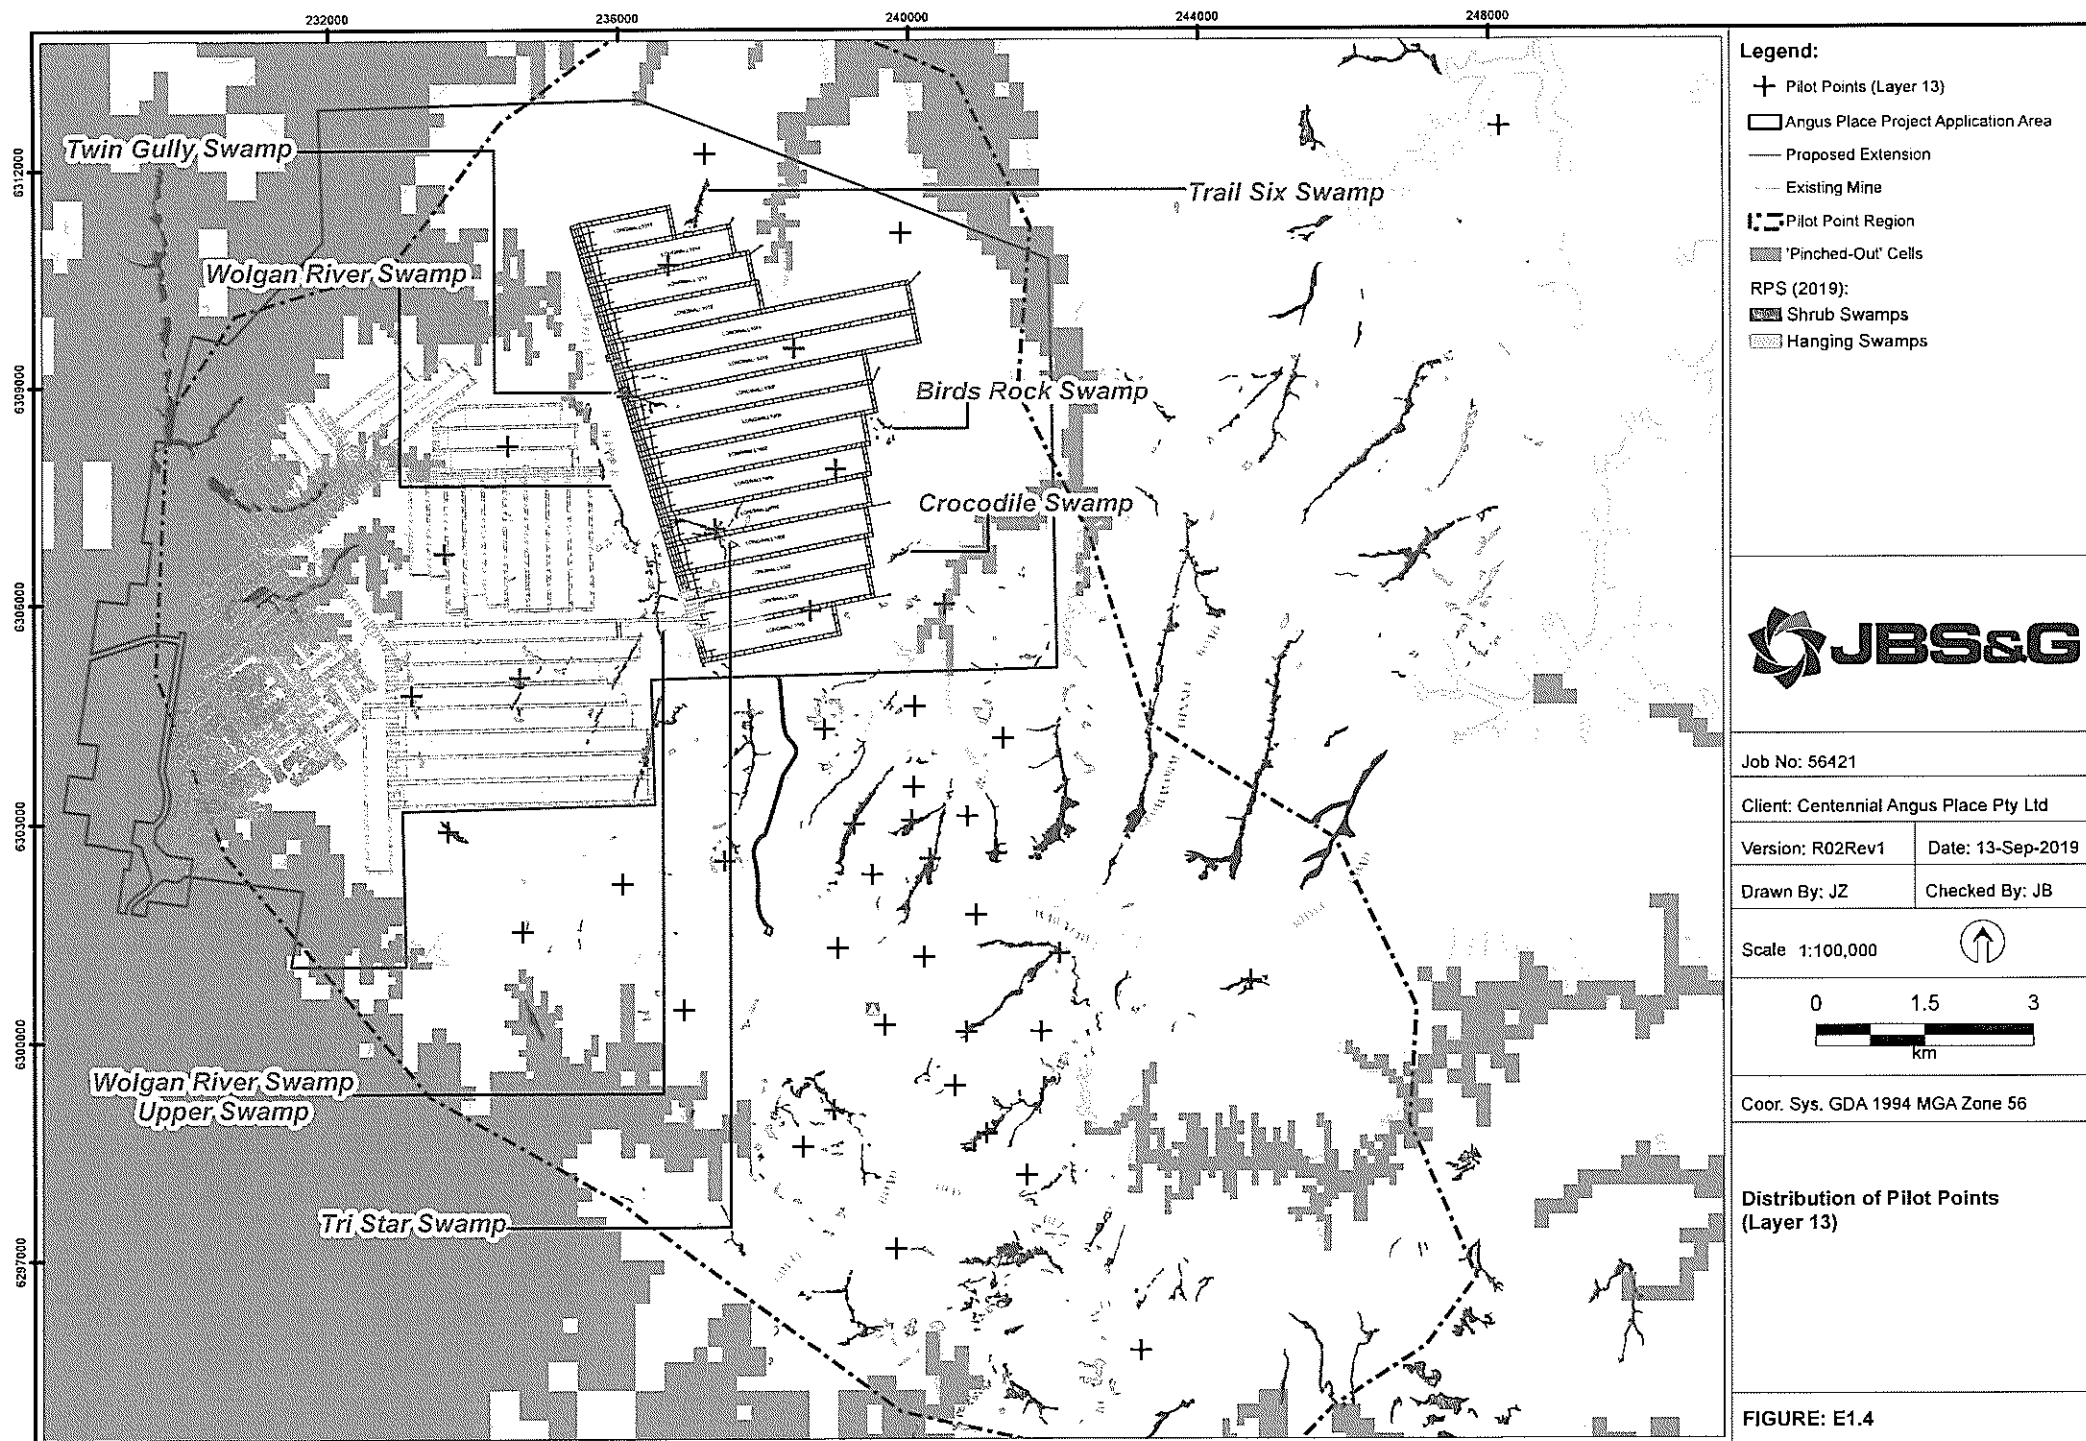 232000
236000
240000
244000
248000
6312000
6309000
6306000
6303000
6300000
6297000
Twin Gully Swamp
Trail Six Swamp
Wolgan River Swamp
Birds Rock Swamp
Crocodile Swamp
Wolgan River Swamp
Upper Swamp
Tri Star Swamp
Legend:
Pilot Points (Layer 13)
Angus Place Project Application Area
Proposed Extension
Existing Mine
Pilot Point Region
'Pinched-Out' Cells
RPS (2019):
Shrub Swamps
Hanging Swamps
JBS&G
Job No: 56421
Client: Centennial Angus Place Pty Ltd
Version: R02Rev1
Date: 13-Sep-2019
Drawn By: JZ
Checked By: JB
Scale 1:100,000
0 1.5 3
km
Coor. Sys. GDA 1994 MGA Zone 56
Distribution of Pilot Points
(Layer 13)
FIGURE: E1.4